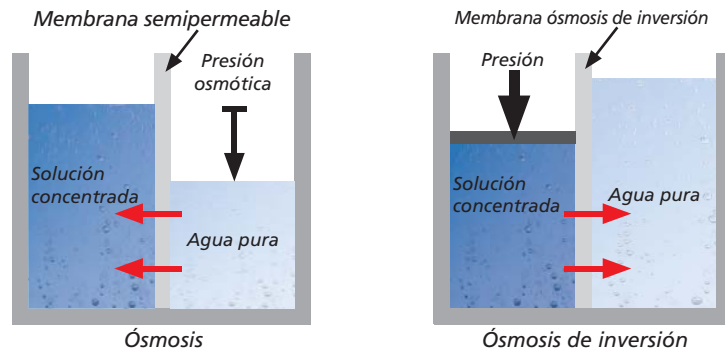 Membrana semipermeable
Presión
osmótica
Solución
concentrada
Agua pura
Ósmosis
Membrana ósmosis de inversión
Presión
Solución
concentrada
Agua pura
Ósmosis de inversión